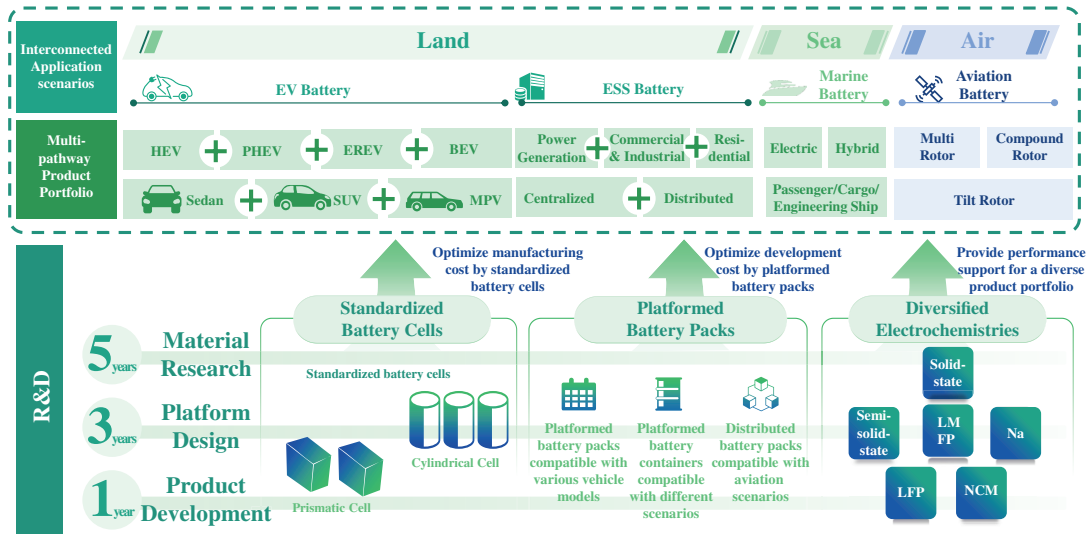 Interconnected
Application
scenarios
Land
Sea
Air
EV Battery
ESS Battery
Marine
Battery
Aviation
Battery
Multi-
pathway
Product
Portfolio
HEV
PHEV
EREV
BEV
Power
Generation
Commercial
& Industrial
Resi-
dential
Electric
Hybrid
Multi
Rotor
Compound
Rotor
Sedan
SUV
MPV
Centralized
Distributed
Passenger/Cargo/
Engineering Ship
Tilt Rotor
Optimize manufacturing
cost by standardized
battery cells
Optimize development
cost by platformed
battery packs
Provide performance
support for a diverse
product portfolio
R&D
Standardized
Battery Cells
Platformed
Battery Packs
Diversified
Electrochemistries
5 years
Material
Research
3 years
Platform
Design
1 year
Product
Development
Standardized battery cells
Cylindrical Cell
Prismatic Cell
Platformed
battery packs
compatible with
various vehicle
models
Platformed
battery
containers
compatible
with different
scenarios
Distributed
battery packs
compatible with
aviation
scenarios
Solid-
state
Semi-
solid-
state
LM
FP
Na
LFP
NCM